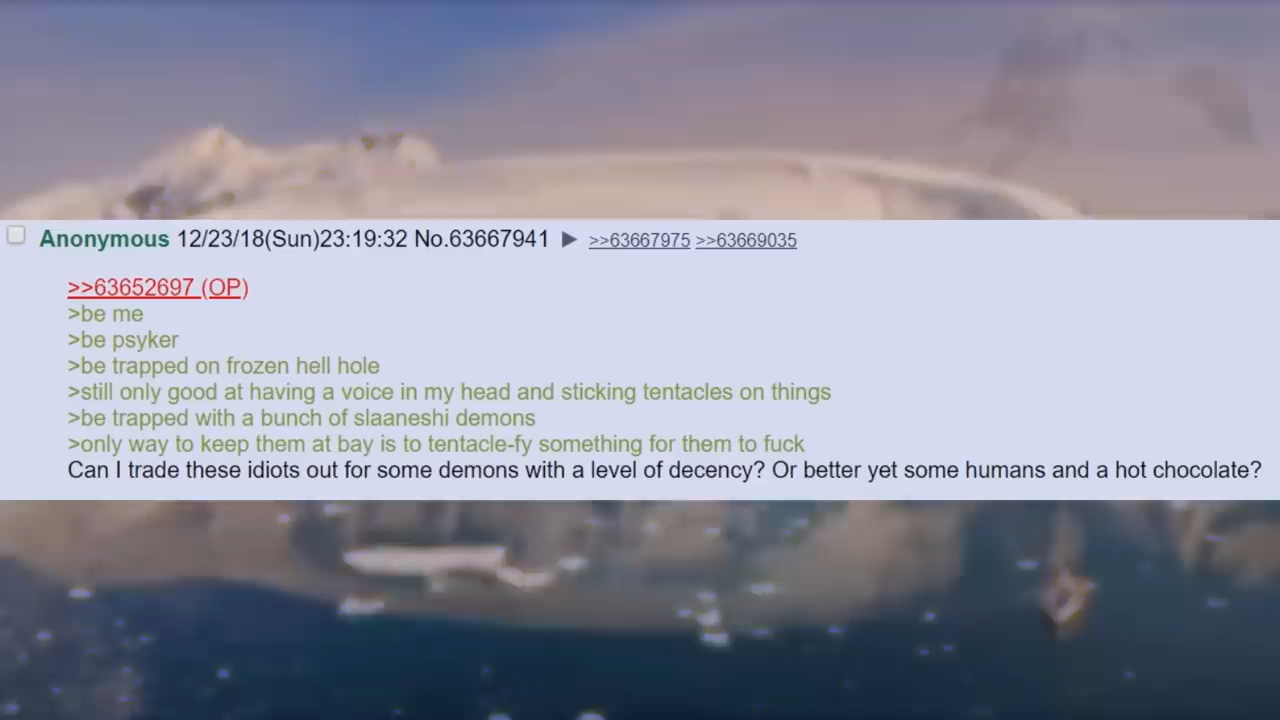 Anonymous 12/23/18(Sun)23:19:32 No.63667941 ▶ >>63667975 >>63669035
>>63652697 (OP)
>be me
>be psyker
>be trapped on frozen hell hole
>still only good at having a voice in my head and sticking tentacles on things
>be trapped with a bunch of slaaneshi demons
>only way to keep them at bay is to tentacle-fy something for them to fuck
Can I trade these idiots out for some demons with a level of decency? Or better yet some humans and a hot chocolate?